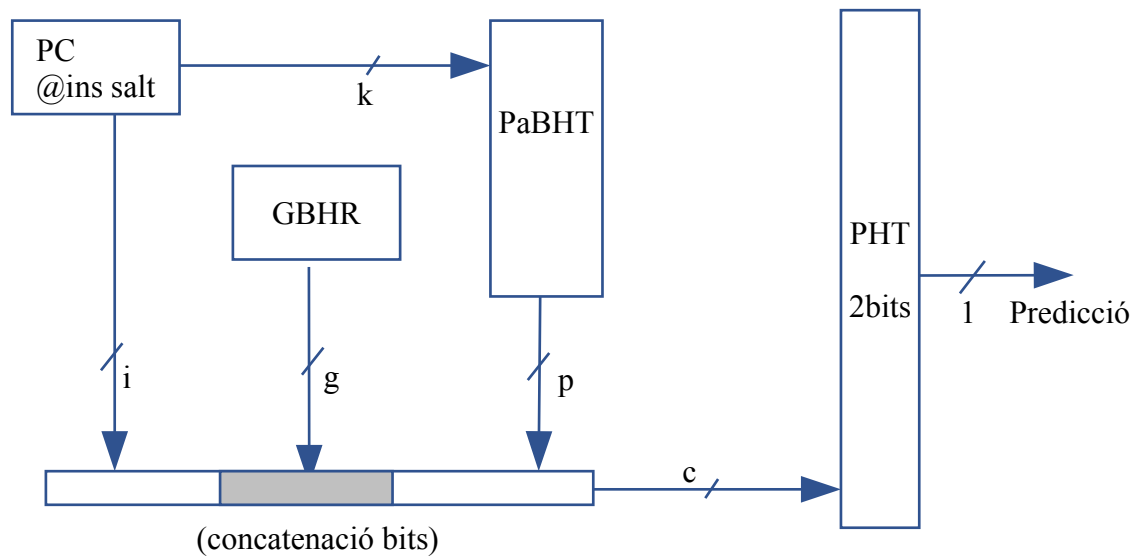 PC
@ins salt
k
PaBHT
GBHR
PHT
2bits
1
Predicció
i
g
p
c
(concatenació bits)